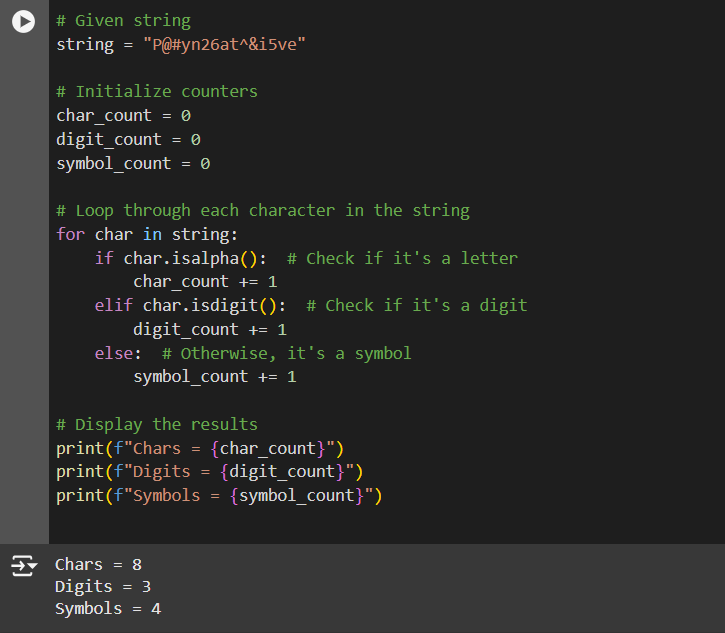 # Given string
string = "P@#yn26at^&i5ve"
# Initialize counters
char_count = 0
digit_count = 0
symbol_count = 0
# Loop through each character in the string
for char in string:
    if char.isalpha():  # Check if it's a letter
        char_count += 1
    elif char.isdigit():  # Check if it's a digit
        digit_count += 1
    else:  # Otherwise, it's a symbol
        symbol_count += 1
# Display the results
print(f"Chars = {char_count}")
print(f"Digits = {digit_count}")
print(f"Symbols = {symbol_count}")
Chars = 8
Digits = 3
Symbols = 4